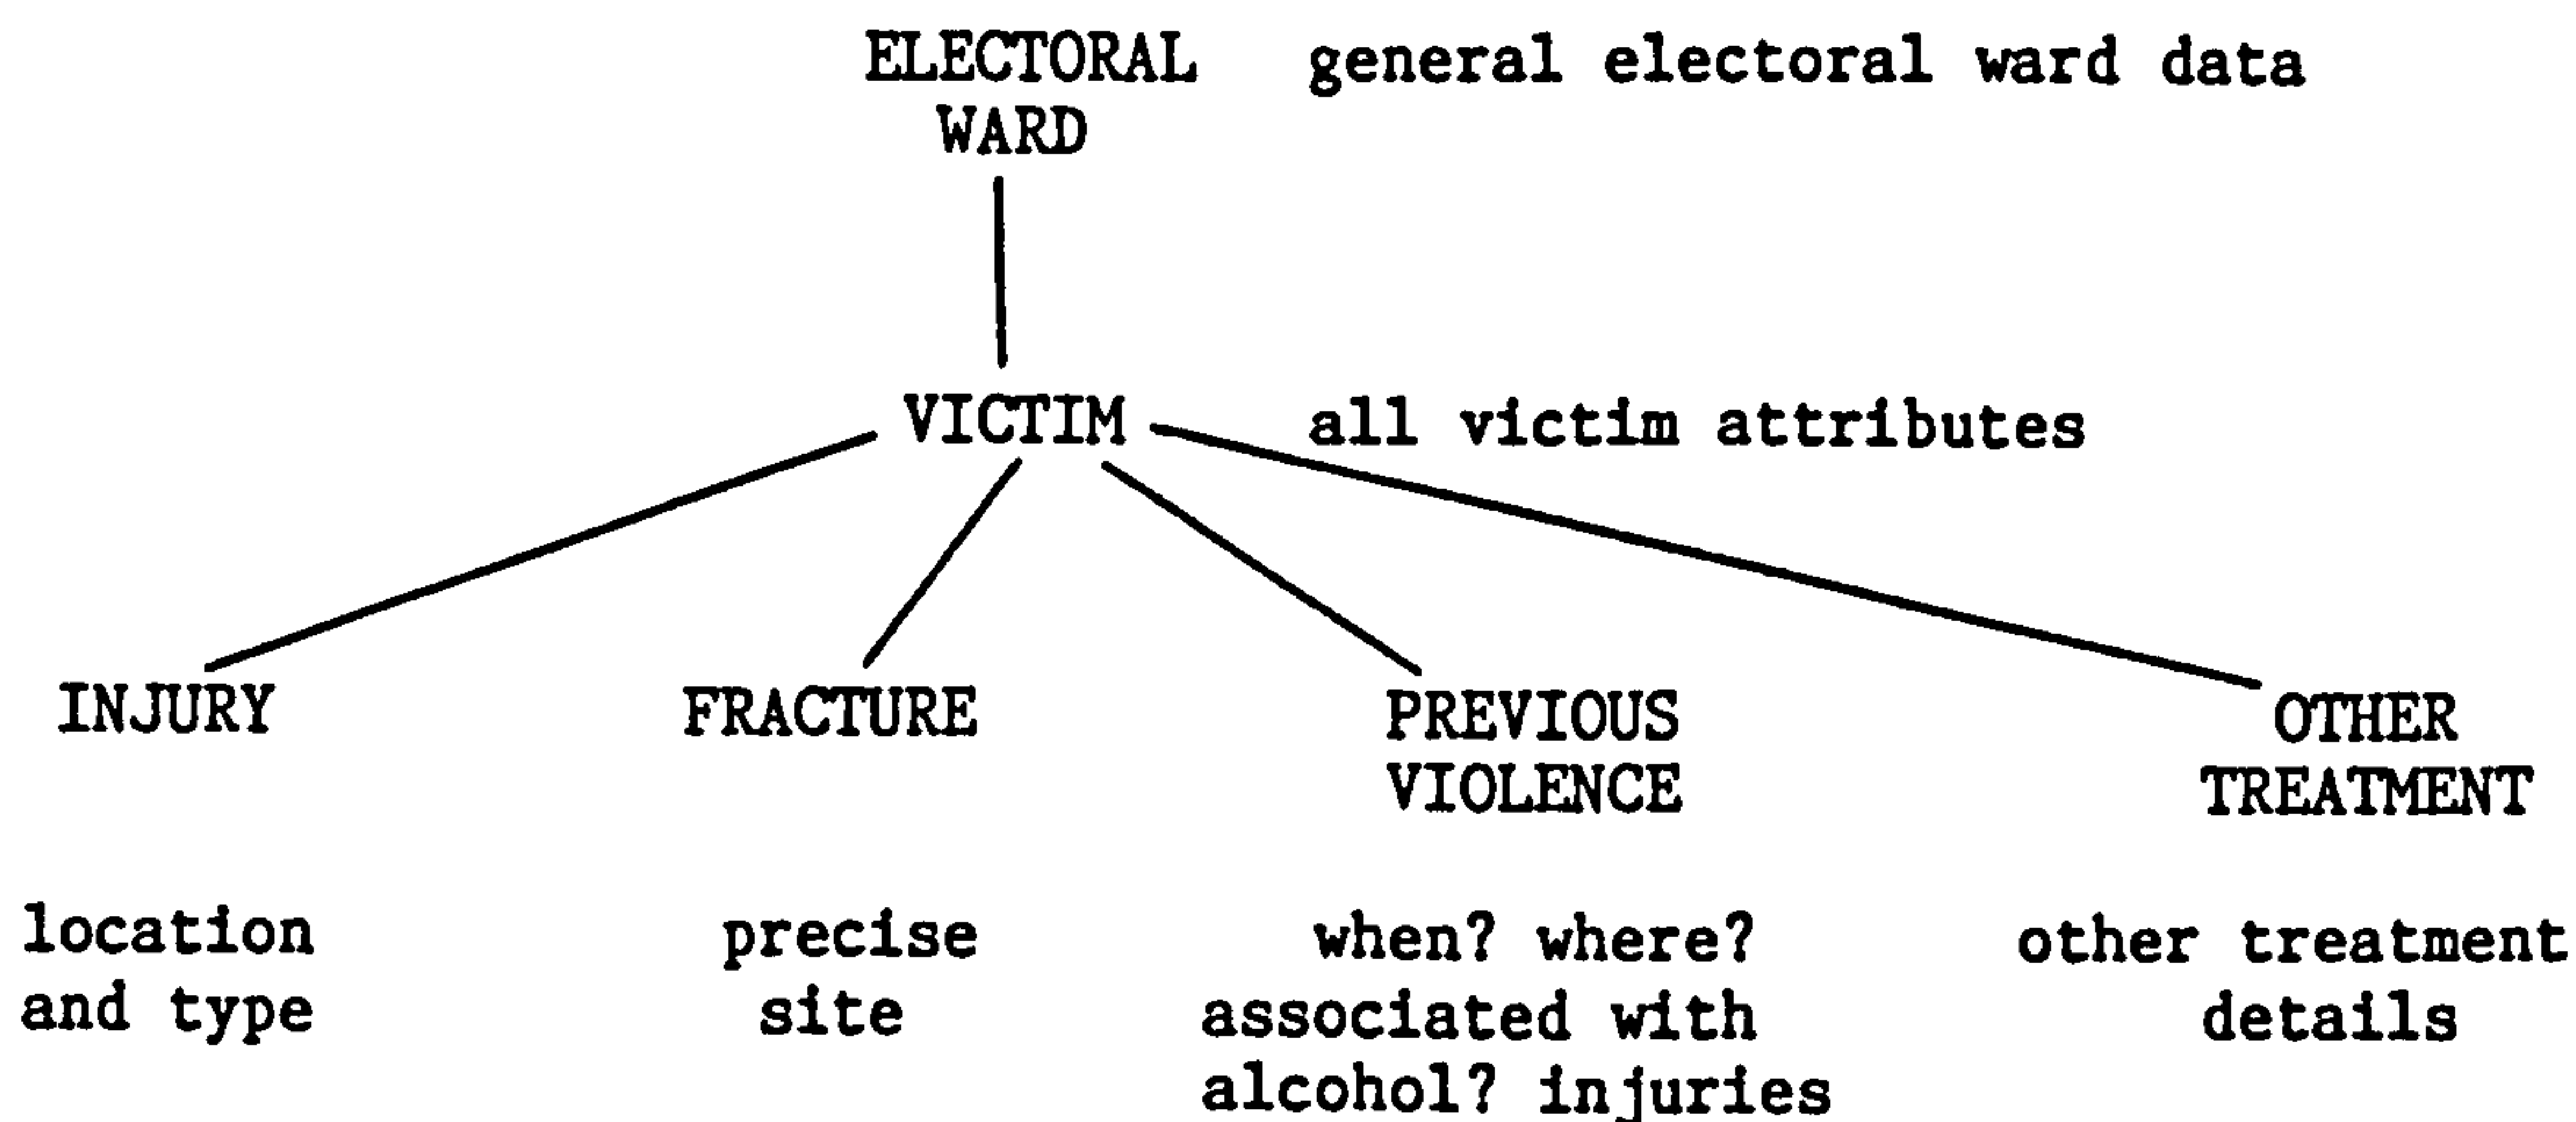 ELECTORAL general electoral ward data
WARD
VICTIM all victim attributes
INJURY FRACTURE PREVIOUS OTHER
VIOLENCE TREATMENT
location precise when? where? other treatment
and type site associated with details
alcohol? injuries